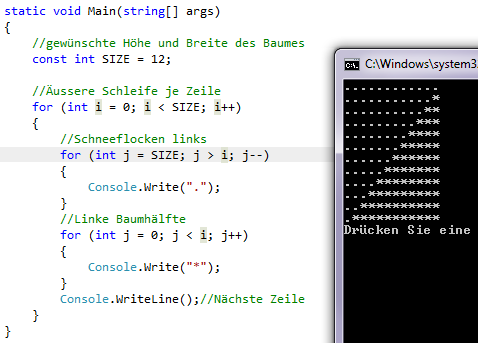 static void Main(string[] args)
{
//gewünschte Höhe und Breite des Baumes
const int SIZE = 12;
//Äussere Schleife je Zeile
for (int i = 0; i < SIZE; i++)
{
//Schneeflocken links
for (int j = SIZE; j > i; j--)
{
Console.Write(".");
}
//Linke Baumhälfte
for (int j = 0; j < i; j++)
{
Console.Write("*");
}
Console.WriteLine();//Nächste Zeile
}
}
C:\Windows\system3
............
...........*
..........**
.........***
........****
.......*****
......******
.....*******
....********
...*********
..**********
.***********
Drücken Sie eine